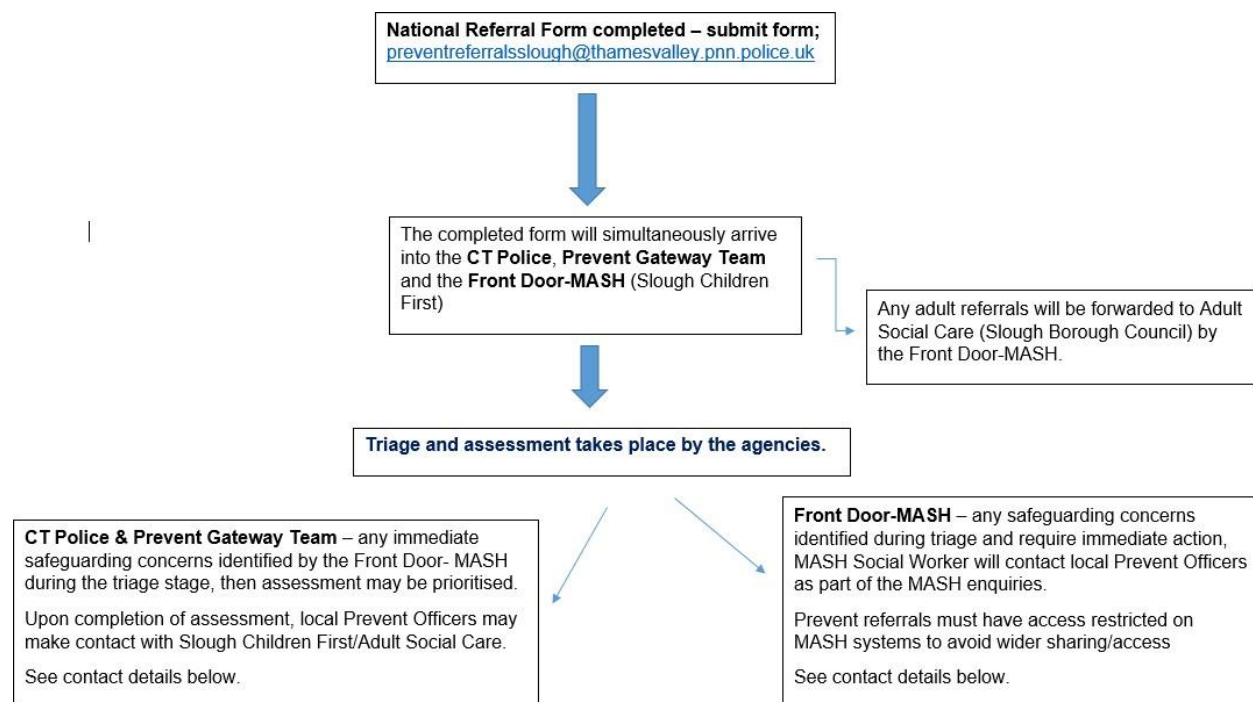 National Referral Form completed – submit form;
preventreferralsslough@thamesvalley.pnn.police.uk
The completed form will simultaneously arrive
into the CT Police, Prevent Gateway Team
and the Front Door-MASH (Slough Children
First)
Any adult referrals will be forwarded to Adult
Social Care (Slough Borough Council) by
the Front Door-MASH.
Triage and assessment takes place by the agencies.
CT Police & Prevent Gateway Team – any immediate
safeguarding concerns identified by the Front Door- MASH
during the triage stage, then assessment may be prioritised.
Upon completion of assessment, local Prevent Officers may
make contact with Slough Children First/Adult Social Care.
See contact details below.
Front Door-MASH – any safeguarding concerns
identified during triage and require immediate action,
MASH Social Worker will contact local Prevent Officers
as part of the MASH enquiries.
Prevent referrals must have access restricted on
MASH systems to avoid wider sharing/access
See contact details below.